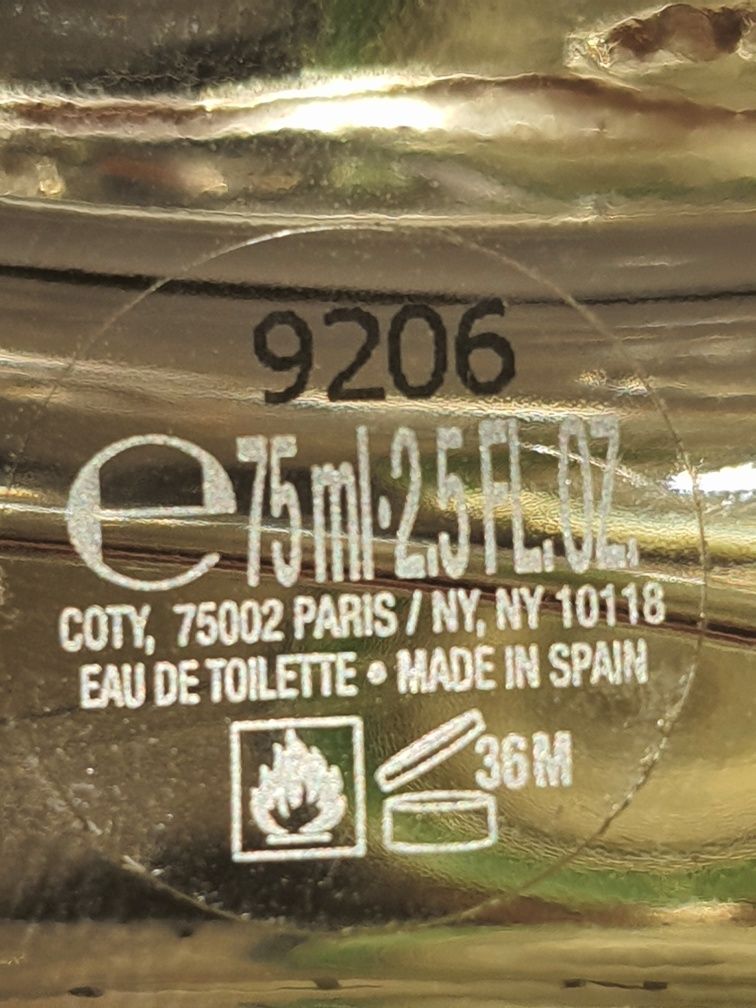 9206
e 75ml·2.5 FL.OZ.
COTY, 75002 PARIS / NY, NY 10118
EAU DE TOILETTE • MADE IN SPAIN
36M